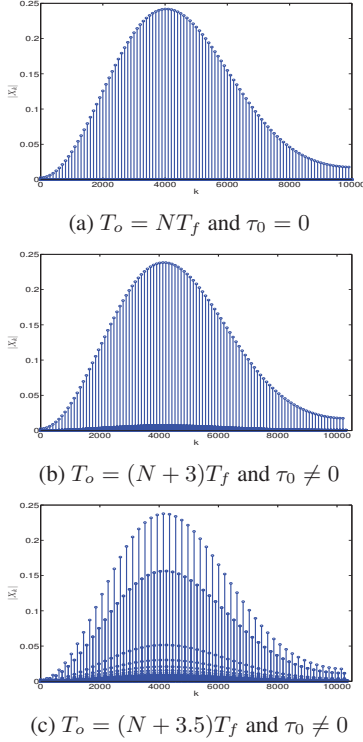 0.25
0.2
0.15
0.1
0.05
0
|X_k|
0 2000 4000 6000 8000 10000
k
(a) T_o = NT_f and τ_0 = 0
0.25
0.2
0.15
0.1
0.05
0
|X_k|
0 2000 4000 6000 8000 10000
k
(b) T_o = (N + 3)T_f and τ_0 ≠ 0
0.25
0.2
0.15
0.1
0.05
0
|X_k|
0 2000 4000 6000 8000 10000
k
(c) T_o = (N + 3.5)T_f and τ_0 ≠ 0